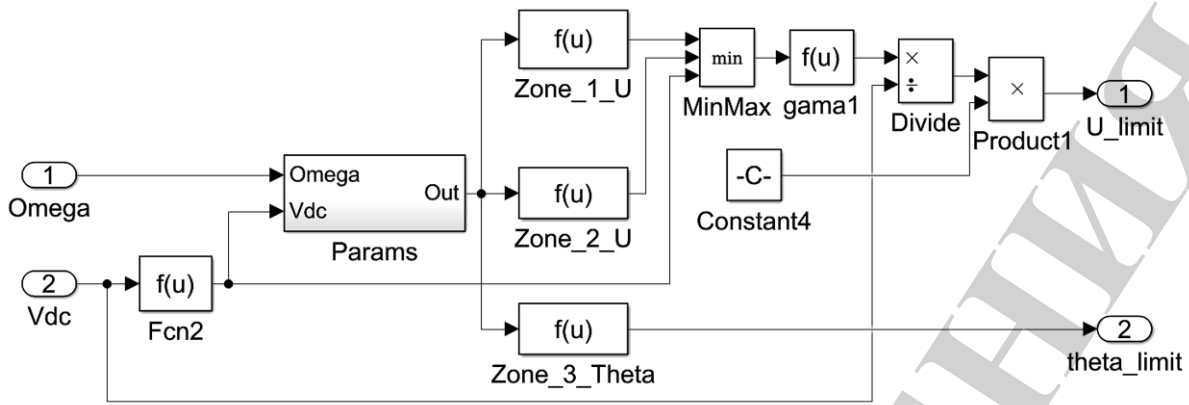 f(u)
Zone_1_U
min
MinMax
f(u)
gama1
×
÷
Divide
×
Product1
1
U_limit
1
Omega
Omega
Vdc
Out
Params
f(u)
Zone_2_U
-C-
Constant4
2
Vdc
f(u)
Fcn2
f(u)
Zone_3_Theta
2
theta_limit
НИЯ